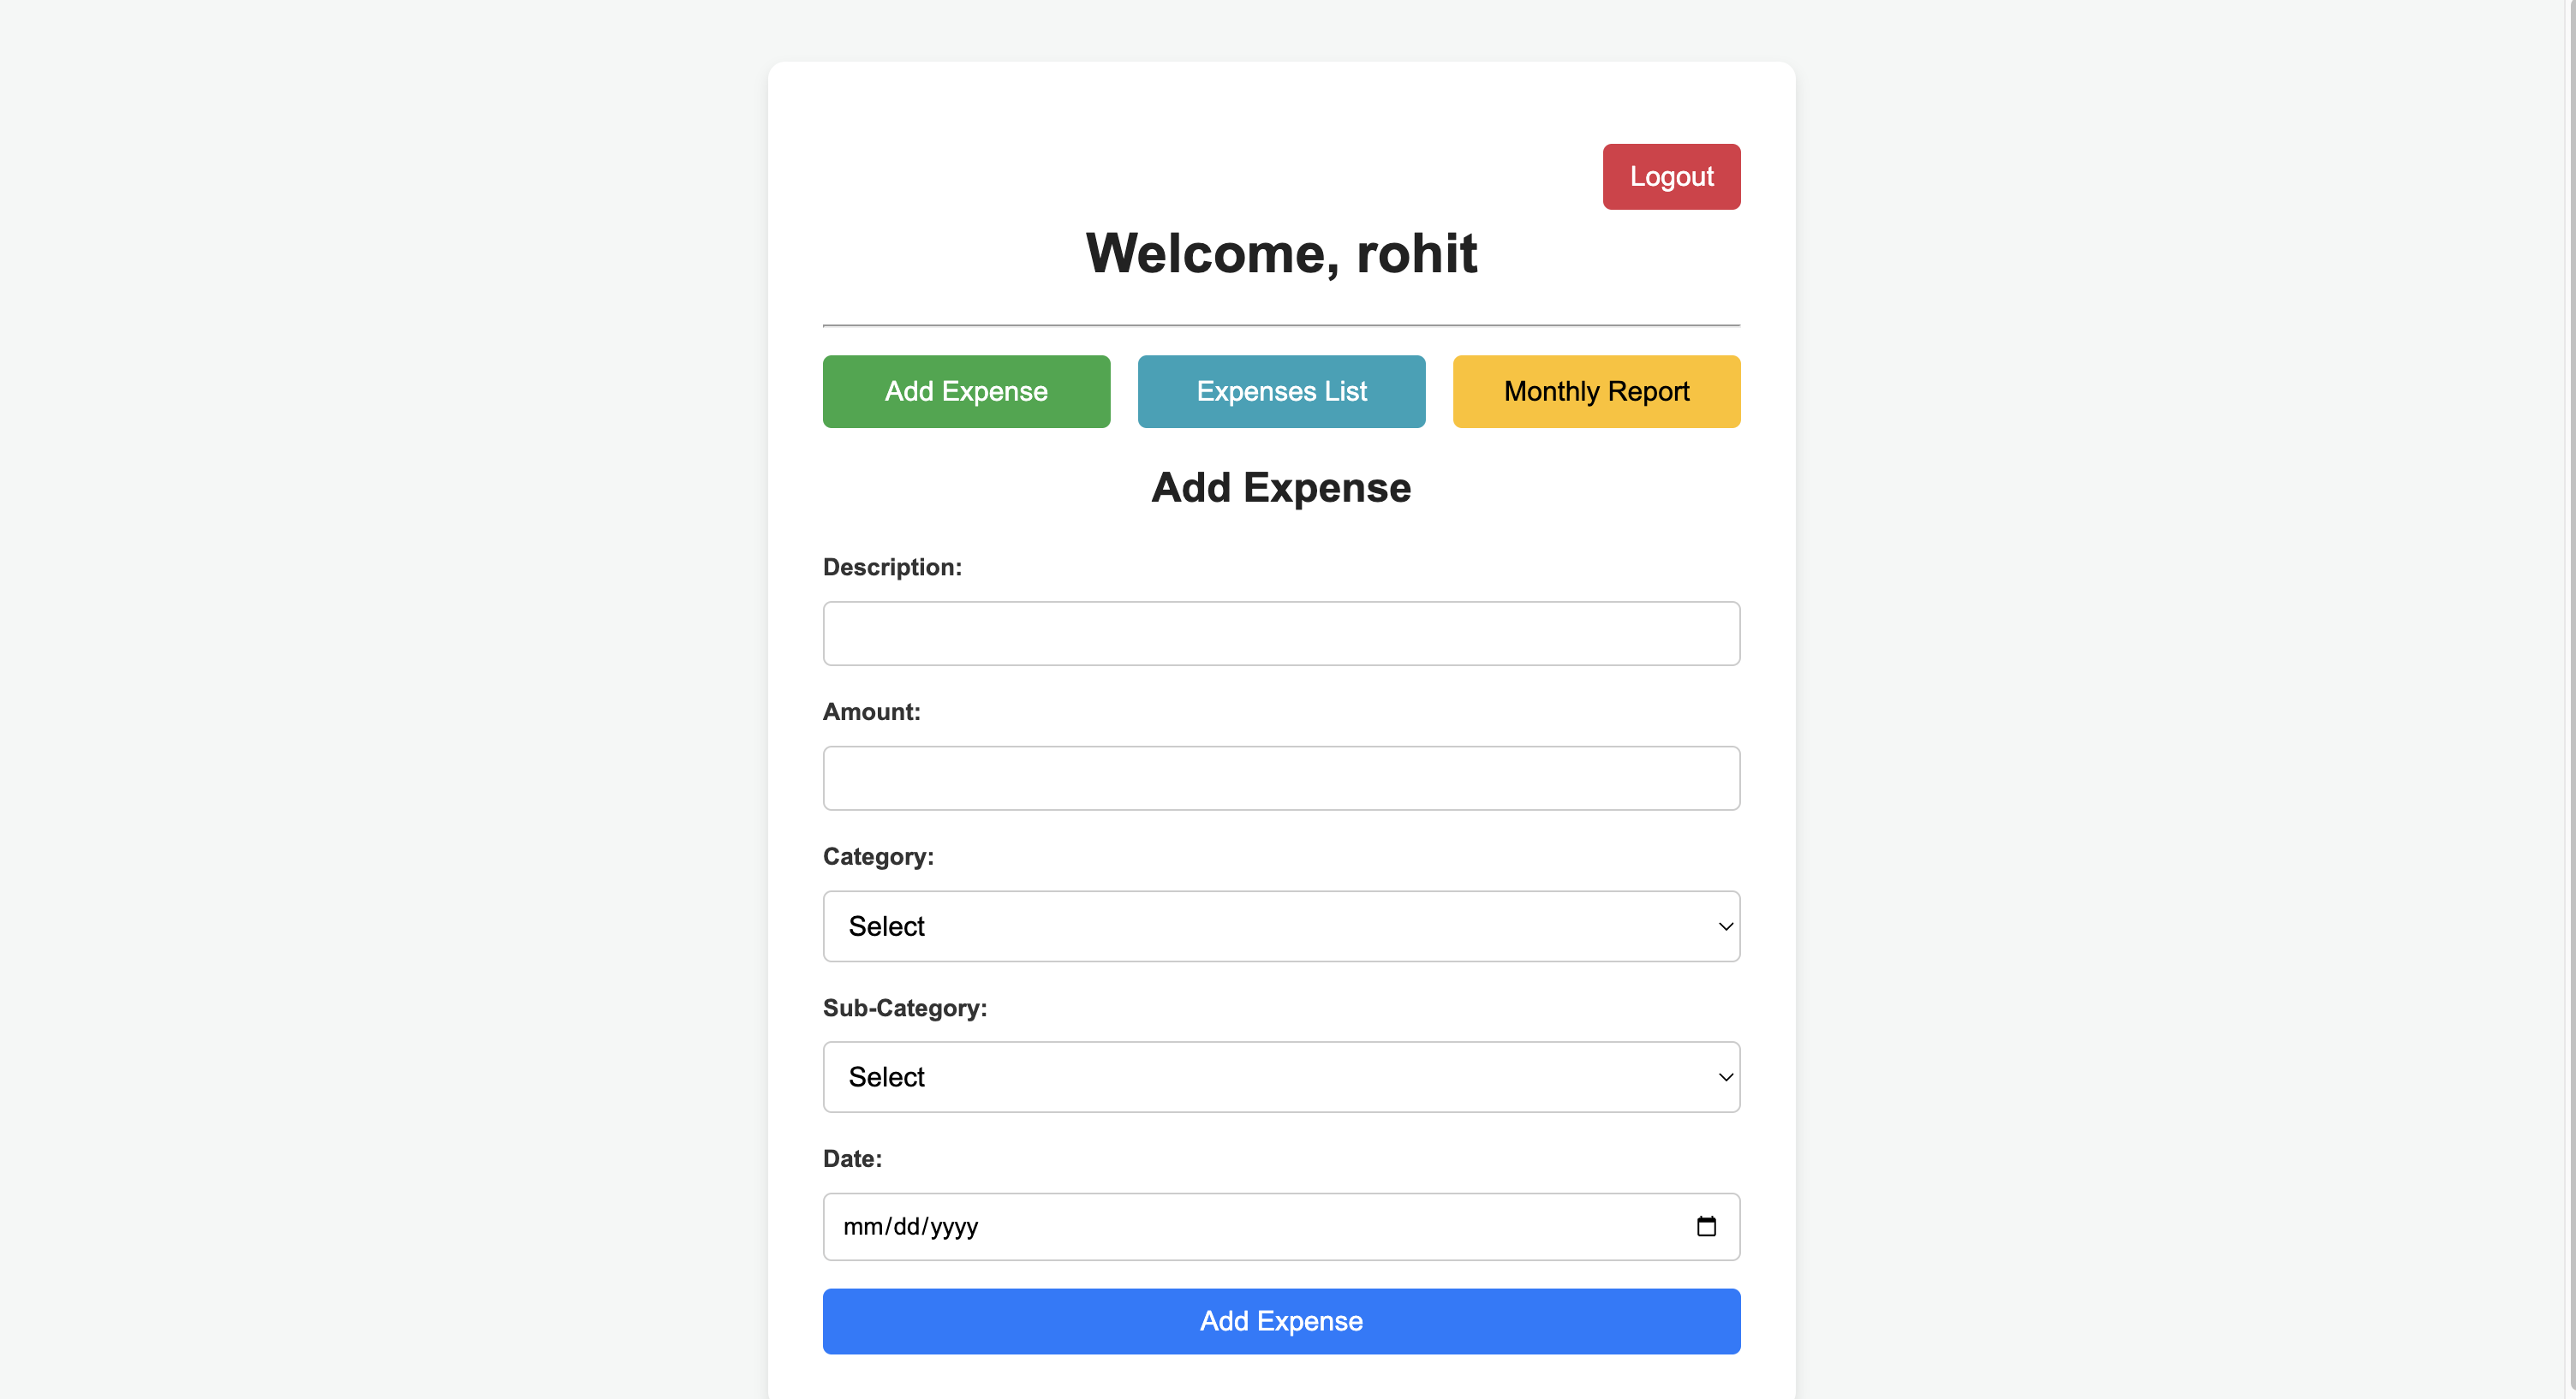 Logout
Welcome, rohit
Add Expense
Expenses List
Monthly Report
Add Expense
Description:
Amount:
Category:
Select
Sub-Category:
Select
Date:
mm/dd/yyyy
Add Expense